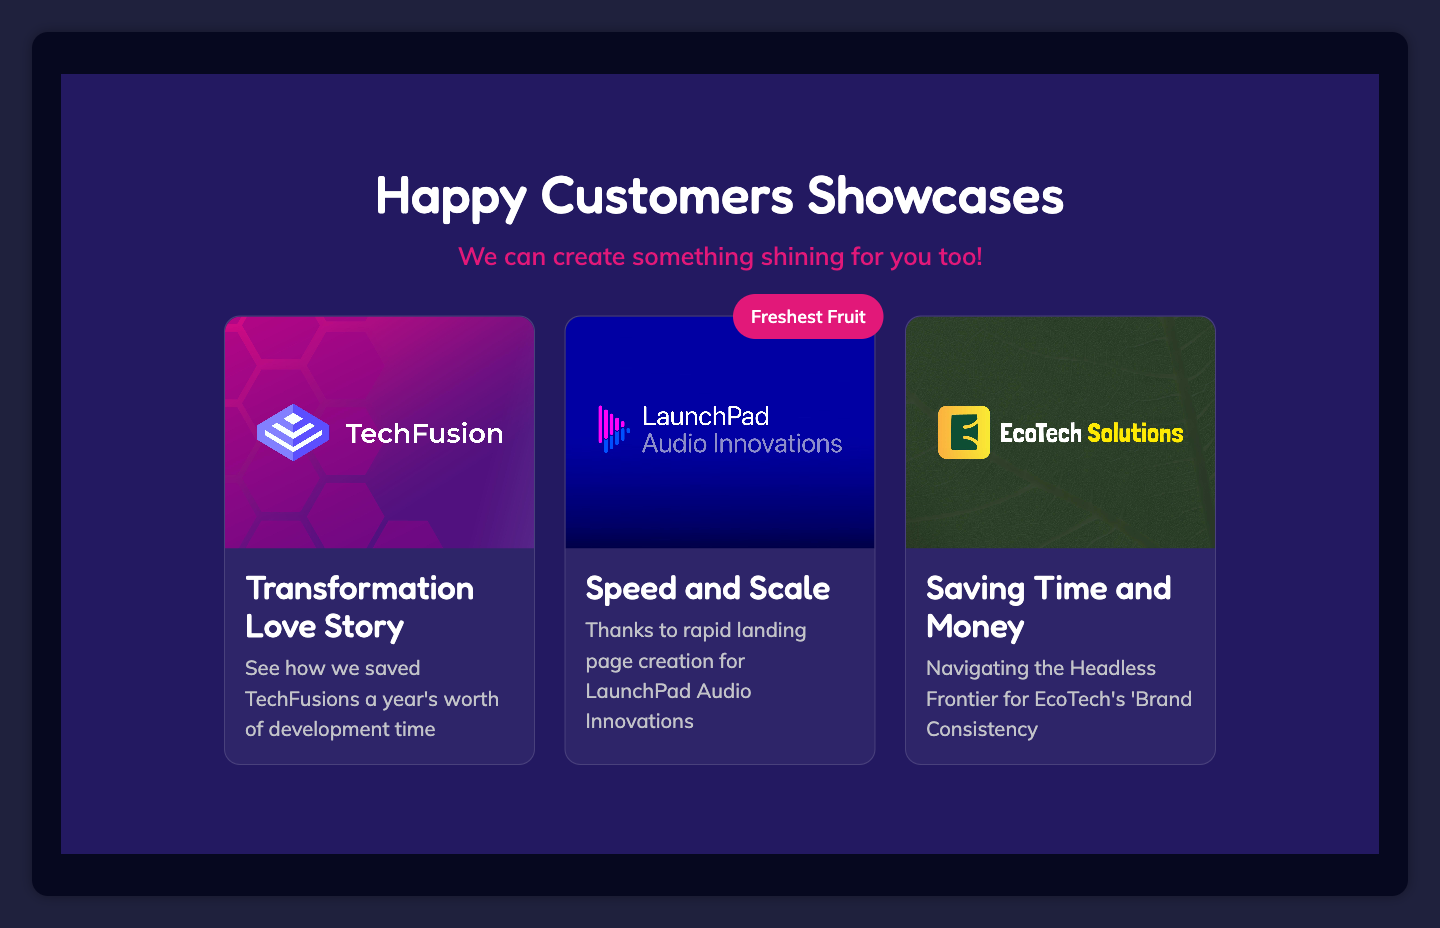 Happy Customers Showcases
We can create something shining for you too!
Freshest Fruit
TechFusion
LaunchPad
Audio Innovations
EcoTech Solutions
Transformation
Love Story
See how we saved
TechFusions a year's worth
of development time
Speed and Scale
Thanks to rapid landing
page creation for
LaunchPad Audio
Innovations
Saving Time and
Money
Navigating the Headless
Frontier for EcoTech's 'Brand
Consistency